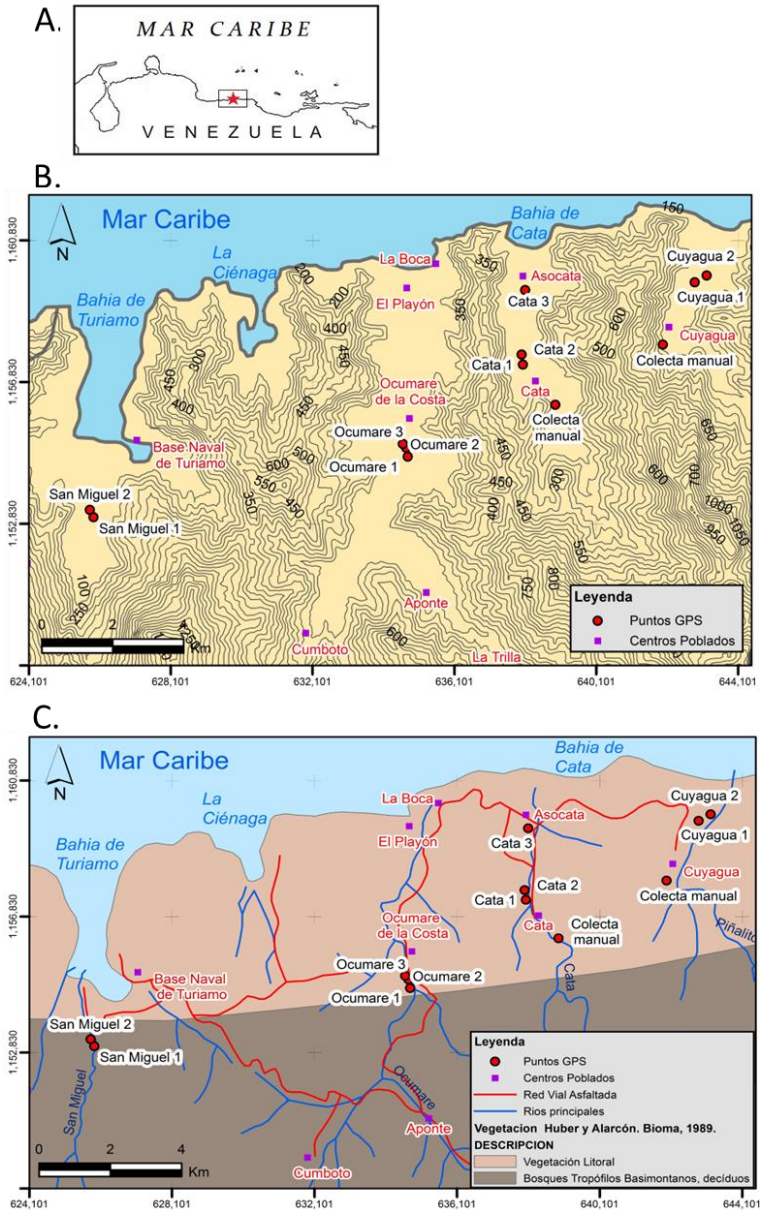 A.
MAR CARIBE
VENEZUELA
B.
N
Mar Caribe
Bahia de
Cata
La
Ciénaga
Bahia de
Turiamo
La Boca
El Playón
Asocata
Cata 3
Cuyagua 2
Cuyagua 1
Cuyagua
Colecta manual
Cata 2
Cata 1
Cata
Colecta
manual
Ocumare
de la Costa
Ocumare 3
Ocumare 2
Ocumare 1
Base Naval
de Turiamo
San Miguel 2
San Miguel 1
Aponte
Cumboto
La Trilla
150
200
200
400
450
350
350
600
500
300
450
400
450
600
500
550
350
450
450
400
450
300
550
750
800
600
650
700
600
1000
1050
950
100
250
250
0 2 4
Km
Leyenda
Puntos GPS
Centros Poblados
1,160,830
1,156,830
1,152,830
624,101
628,101
632,101
636,101
640,101
644,101
C.
N
Mar Caribe
Bahia de
Cata
La
Ciénaga
Bahia de
Turiamo
La Boca
El Playón
Asocata
Cata 3
Cuyagua 2
Cuyagua 1
Cuyagua
Colecta manual
Piñalito
Cata 2
Cata 1
Cata
Colecta
manual
Cata
Ocumare
de la Costa
Ocumare 3
Ocumare 2
Ocumare 1
Base Naval
de Turiamo
San Miguel 2
San Miguel 1
San Miguel
Ocumare
Aponte
Cumboto
0 2 4
Km
Leyenda
Puntos GPS
Centros Poblados
Red Vial Asfaltada
Rios principales
Vegetacion Huber y Alarcón. Bioma, 1989.
DESCRIPCION
Vegetación Litoral
Bosques Tropófilos Basimontanos, decíduos
1,160,830
1,156,830
1,152,830
624,101
628,101
632,101
636,101
640,101
644,101